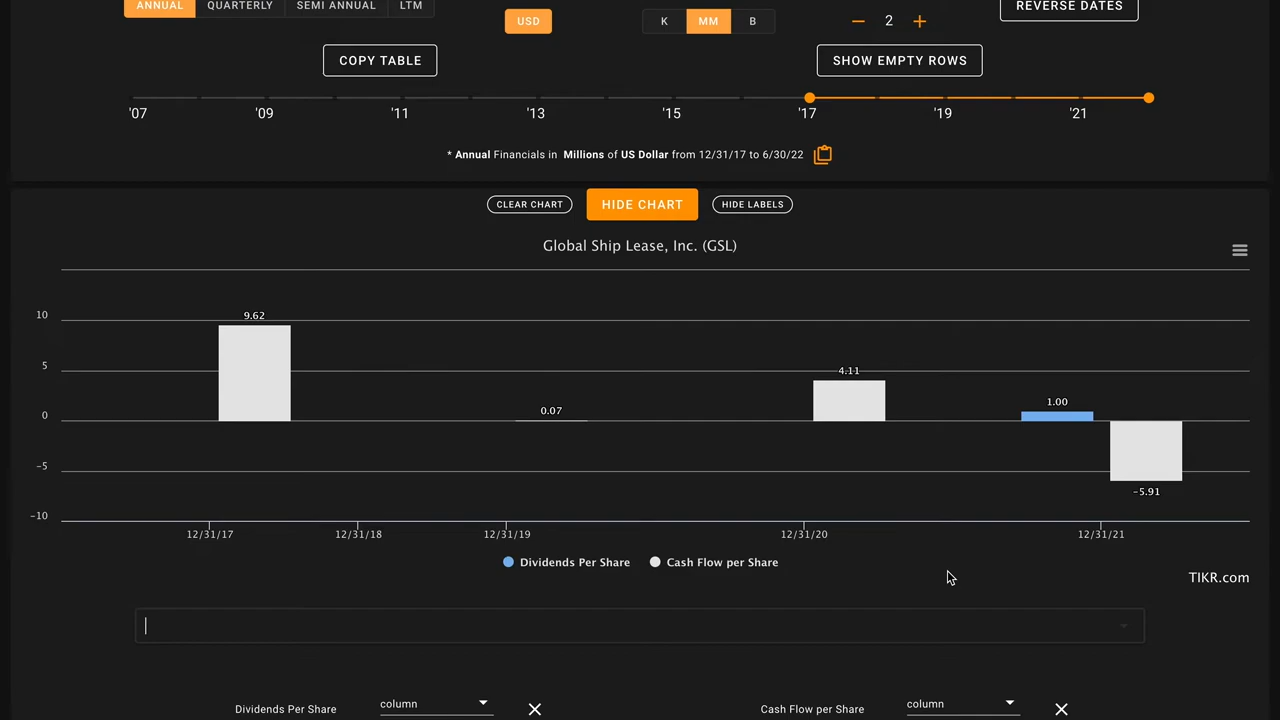 ANNUAL QUARTERLY SEMI ANNUAL LTM
USD
K MM B
2
REVERSE DATES
COPY TABLE
SHOW EMPTY ROWS
'07 '09 '11 '13 '15 '17 '19 '21
* Annual Financials in Millions of US Dollar from 12/31/17 to 6/30/22
CLEAR CHART HIDE CHART HIDE LABELS
Global Ship Lease, Inc. (GSL)
10
5
0
−5
−10
9.62
0.07
4.11
1.00
−5.91
12/31/17 12/31/18 12/31/19 12/31/20 12/31/21
Dividends Per Share Cash Flow per Share
TIKR.com
Dividends Per Share column Cash Flow per Share column